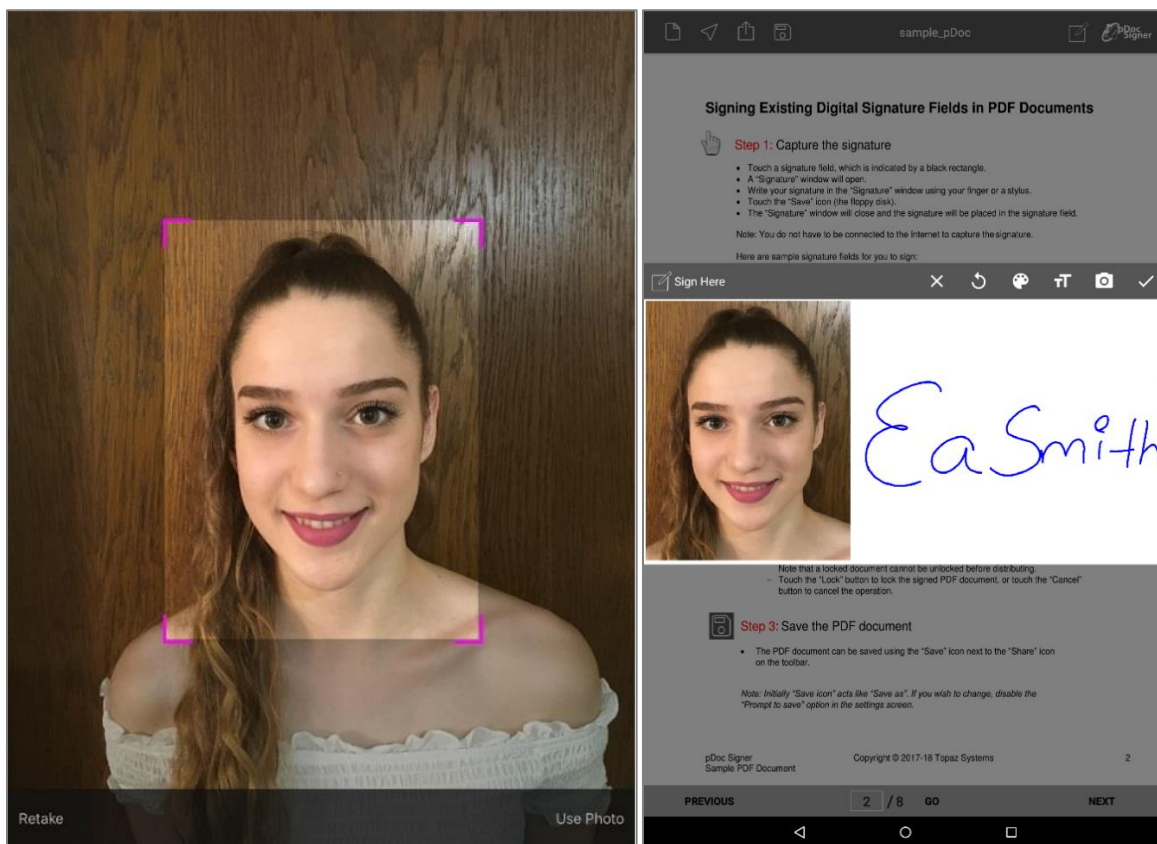 Retake
Use Photo
sample_pDoc
pDoc
Signer
Signing Existing Digital Signature Fields in PDF Documents
Step 1: Capture the signature
• Touch a signature field, which is indicated by a black rectangle.
• A "Signature" window will open.
• Write your signature in the "Signature" window using your finger or a stylus.
• Touch the "Save" icon (the floppy disk).
• The "Signature" window will close and the signature will be placed in the signature field.
Note: You do not have to be connected to the Internet to capture the signature.
Here are sample signature fields for you to sign:
Sign Here
TT
Ea Smith
Note that a locked document cannot be unlocked before distributing.
– Touch the "Lock" button to lock the signed PDF document, or touch the "Cancel"
button to cancel the operation.
Step 3: Save the PDF document
• The PDF document can be saved using the "Save" icon next to the "Share" icon
on the toolbar.
Note: Initially "Save icon" acts like "Save as". If you wish to change, disable the
"Prompt to save" option in the settings screen.
pDoc Signer
Sample PDF Document
Copyright © 2017-18 Topaz Systems
2
PREVIOUS
2 / 8 GO
NEXT